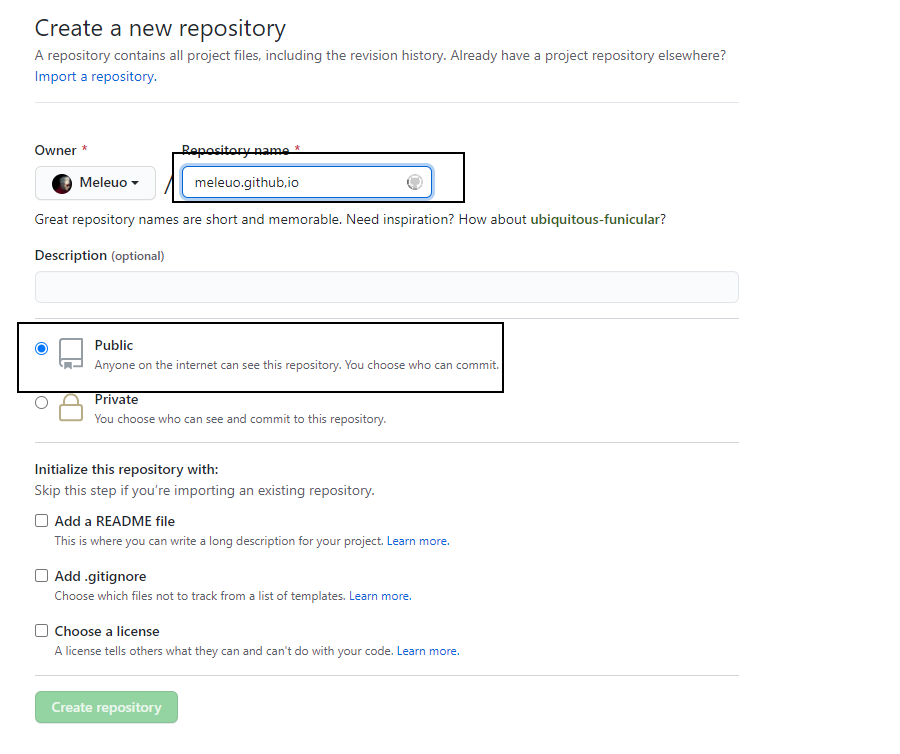 Create a new repository
A repository contains all project files, including the revision history. Already have a project repository elsewhere?
Import a repository.
Owner *
Repository name *
Meleuo
/
meleuo.github,io
Great repository names are short and memorable. Need inspiration? How about ubiquitous-funicular?
Description (optional)
Public
Anyone on the internet can see this repository. You choose who can commit.
Private
You choose who can see and commit to this repository.
Initialize this repository with:
Skip this step if you're importing an existing repository.
Add a README file
This is where you can write a long description for your project. Learn more.
Add .gitignore
Choose which files not to track from a list of templates. Learn more.
Choose a license
A license tells others what they can and can't do with your code. Learn more.
Create repository